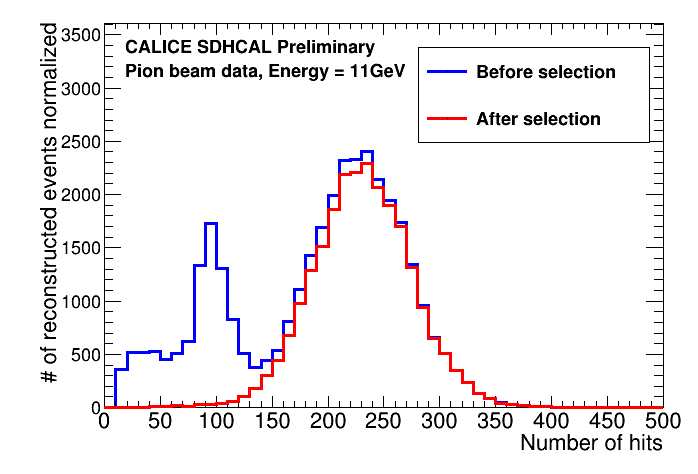 CALICE SDHCAL Preliminary
Pion beam data, Energy = 11GeV
Before selection
After selection
# of reconstructed events normalized
3500
3000
2500
2000
1500
1000
500
0
0 50 100 150 200 250 300 350 400 450 500
Number of hits